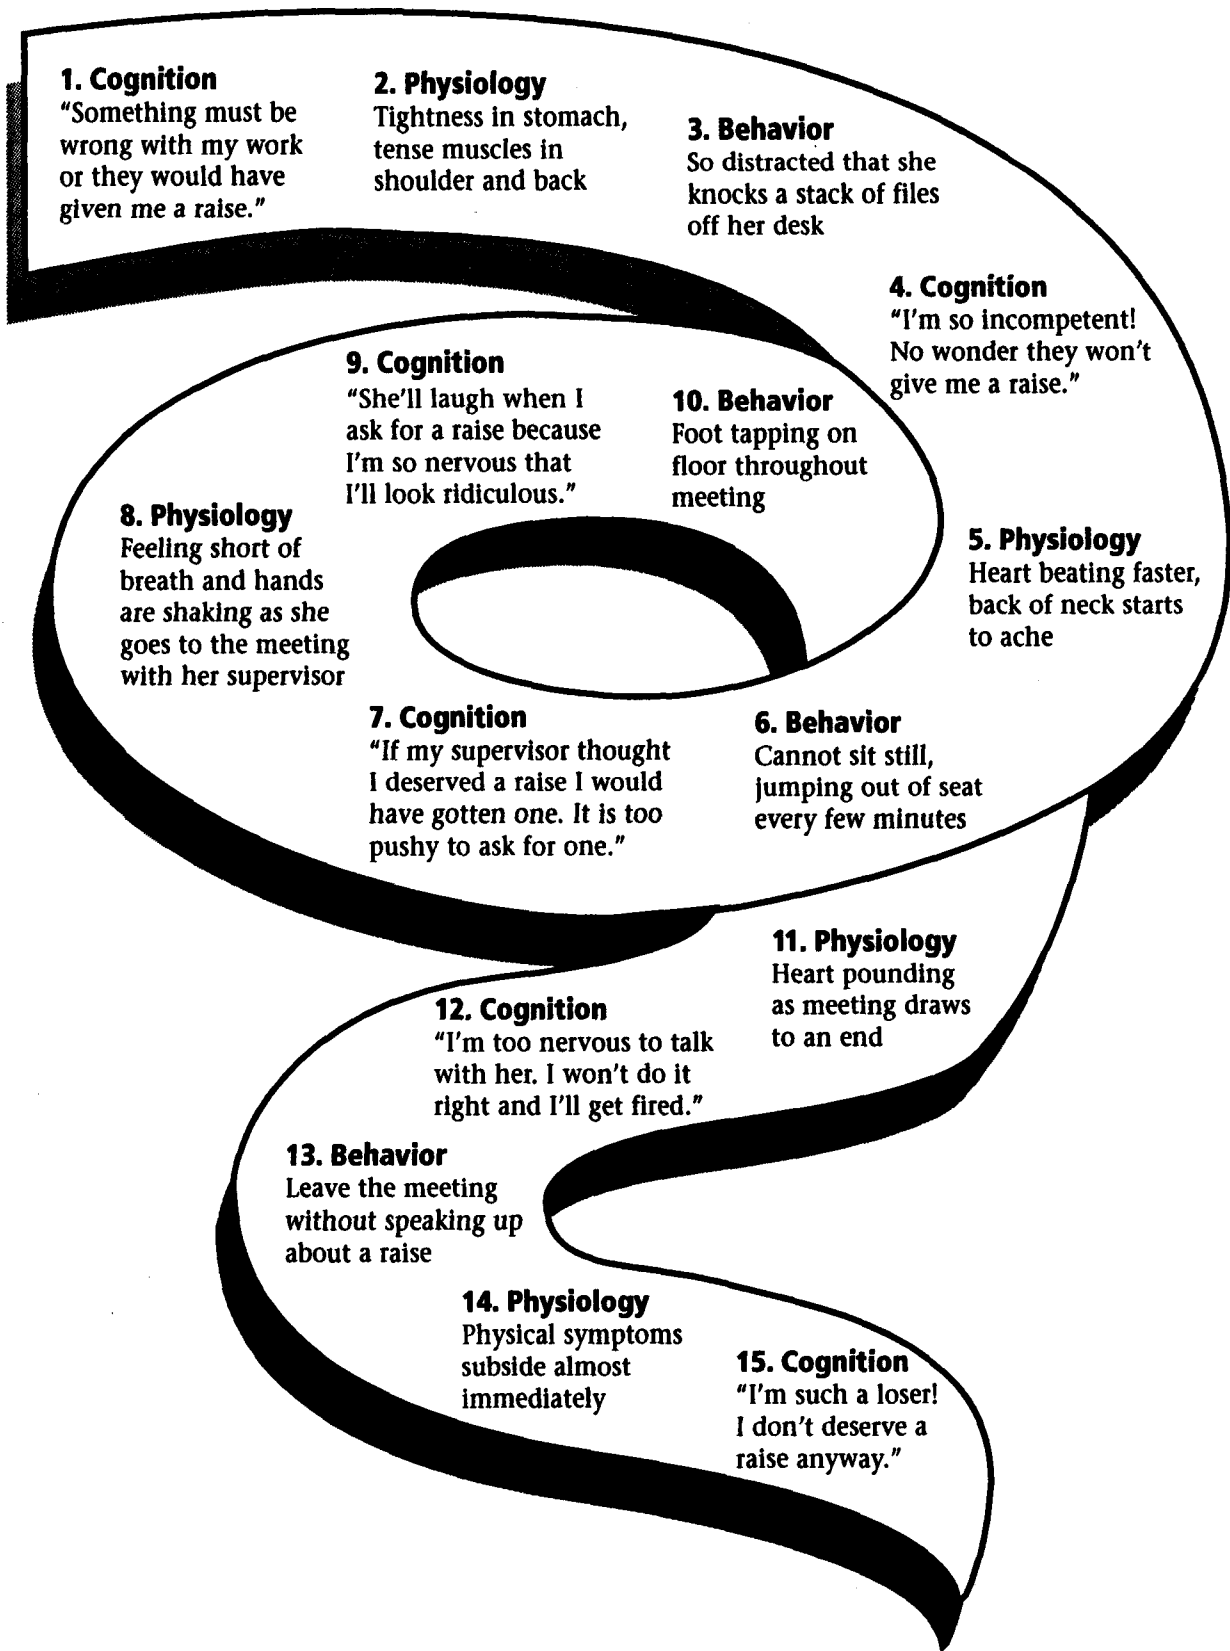 1. Cognition
"Something must be
wrong with my work
or they would have
given me a raise."
2. Physiology
Tightness in stomach,
tense muscles in
shoulder and back
3. Behavior
So distracted that she
knocks a stack of files
off her desk
4. Cognition
"I'm so incompetent!
No wonder they won't
give me a raise."
5. Physiology
Heart beating faster,
back of neck starts
to ache
6. Behavior
Cannot sit still,
jumping out of seat
every few minutes
7. Cognition
"If my supervisor thought
I deserved a raise I would
have gotten one. It is too
pushy to ask for one."
8. Physiology
Feeling short of
breath and hands
are shaking as she
goes to the meeting
with her supervisor
9. Cognition
"She'll laugh when I
ask for a raise because
I'm so nervous that
I'll look ridiculous."
10. Behavior
Foot tapping on
floor throughout
meeting
11. Physiology
Heart pounding
as meeting draws
to an end
12. Cognition
"I'm too nervous to talk
with her. I won't do it
right and I'll get fired."
13. Behavior
Leave the meeting
without speaking up
about a raise
14. Physiology
Physical symptoms
subside almost
immediately
15. Cognition
"I'm such a loser!
I don't deserve a
raise anyway."